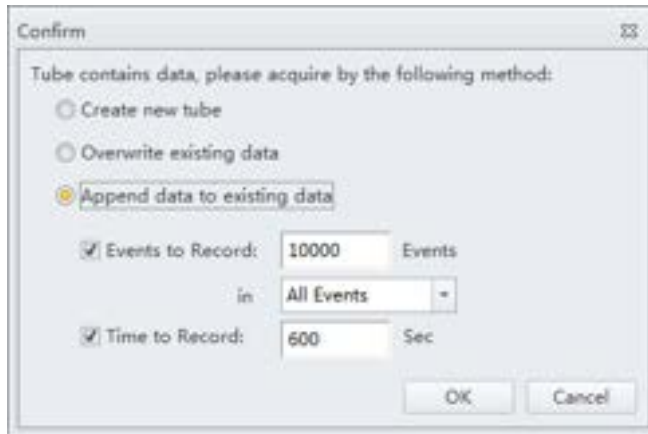 Confirm
Tube contains data, please acquire by the following method:
Create new tube
Overwrite existing data
Append data to existing data
Events to Record: 10000 Events
in All Events
Time to Record: 600 Sec
OK Cancel